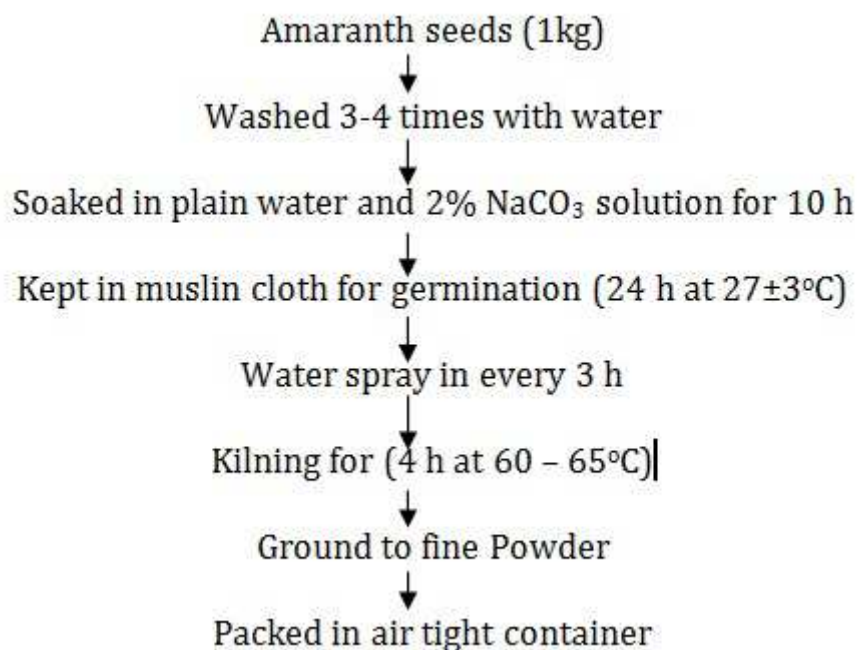 Amaranth seeds (1kg)
Washed 3-4 times with water
Soaked in plain water and 2% NaCO₃ solution for 10 h
Kept in muslin cloth for germination (24 h at 27±3ºC)
Water spray in every 3 h
Kilning for (4 h at 60 – 65ºC)
Ground to fine Powder
Packed in air tight container